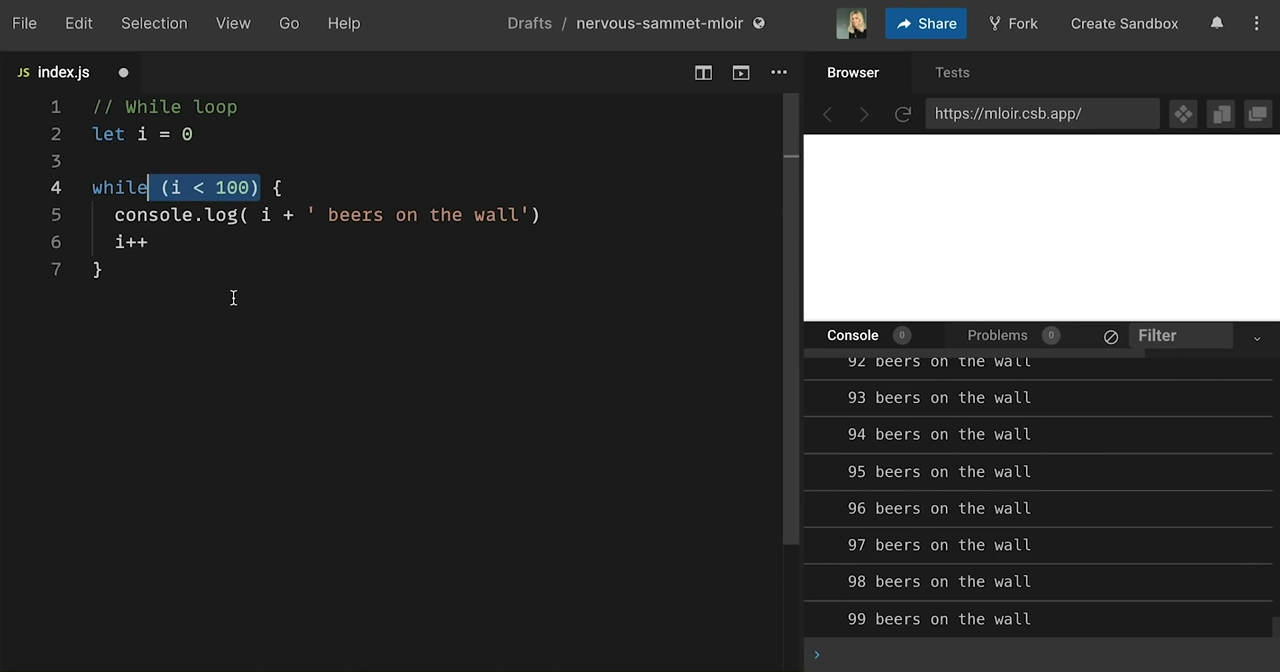 File Edit Selection View Go Help Drafts / nervous-sammet-mloir Share Fork Create Sandbox
JS index.js
1 // While loop
2 let i = 0
3
4 while (i < 100) {
5 console.log( i + ' beers on the wall')
6 i++
7 }
Browser Tests
https://mloir.csb.app/
Console 0 Problems 0 Filter
92 beers on the wall
93 beers on the wall
94 beers on the wall
95 beers on the wall
96 beers on the wall
97 beers on the wall
98 beers on the wall
99 beers on the wall